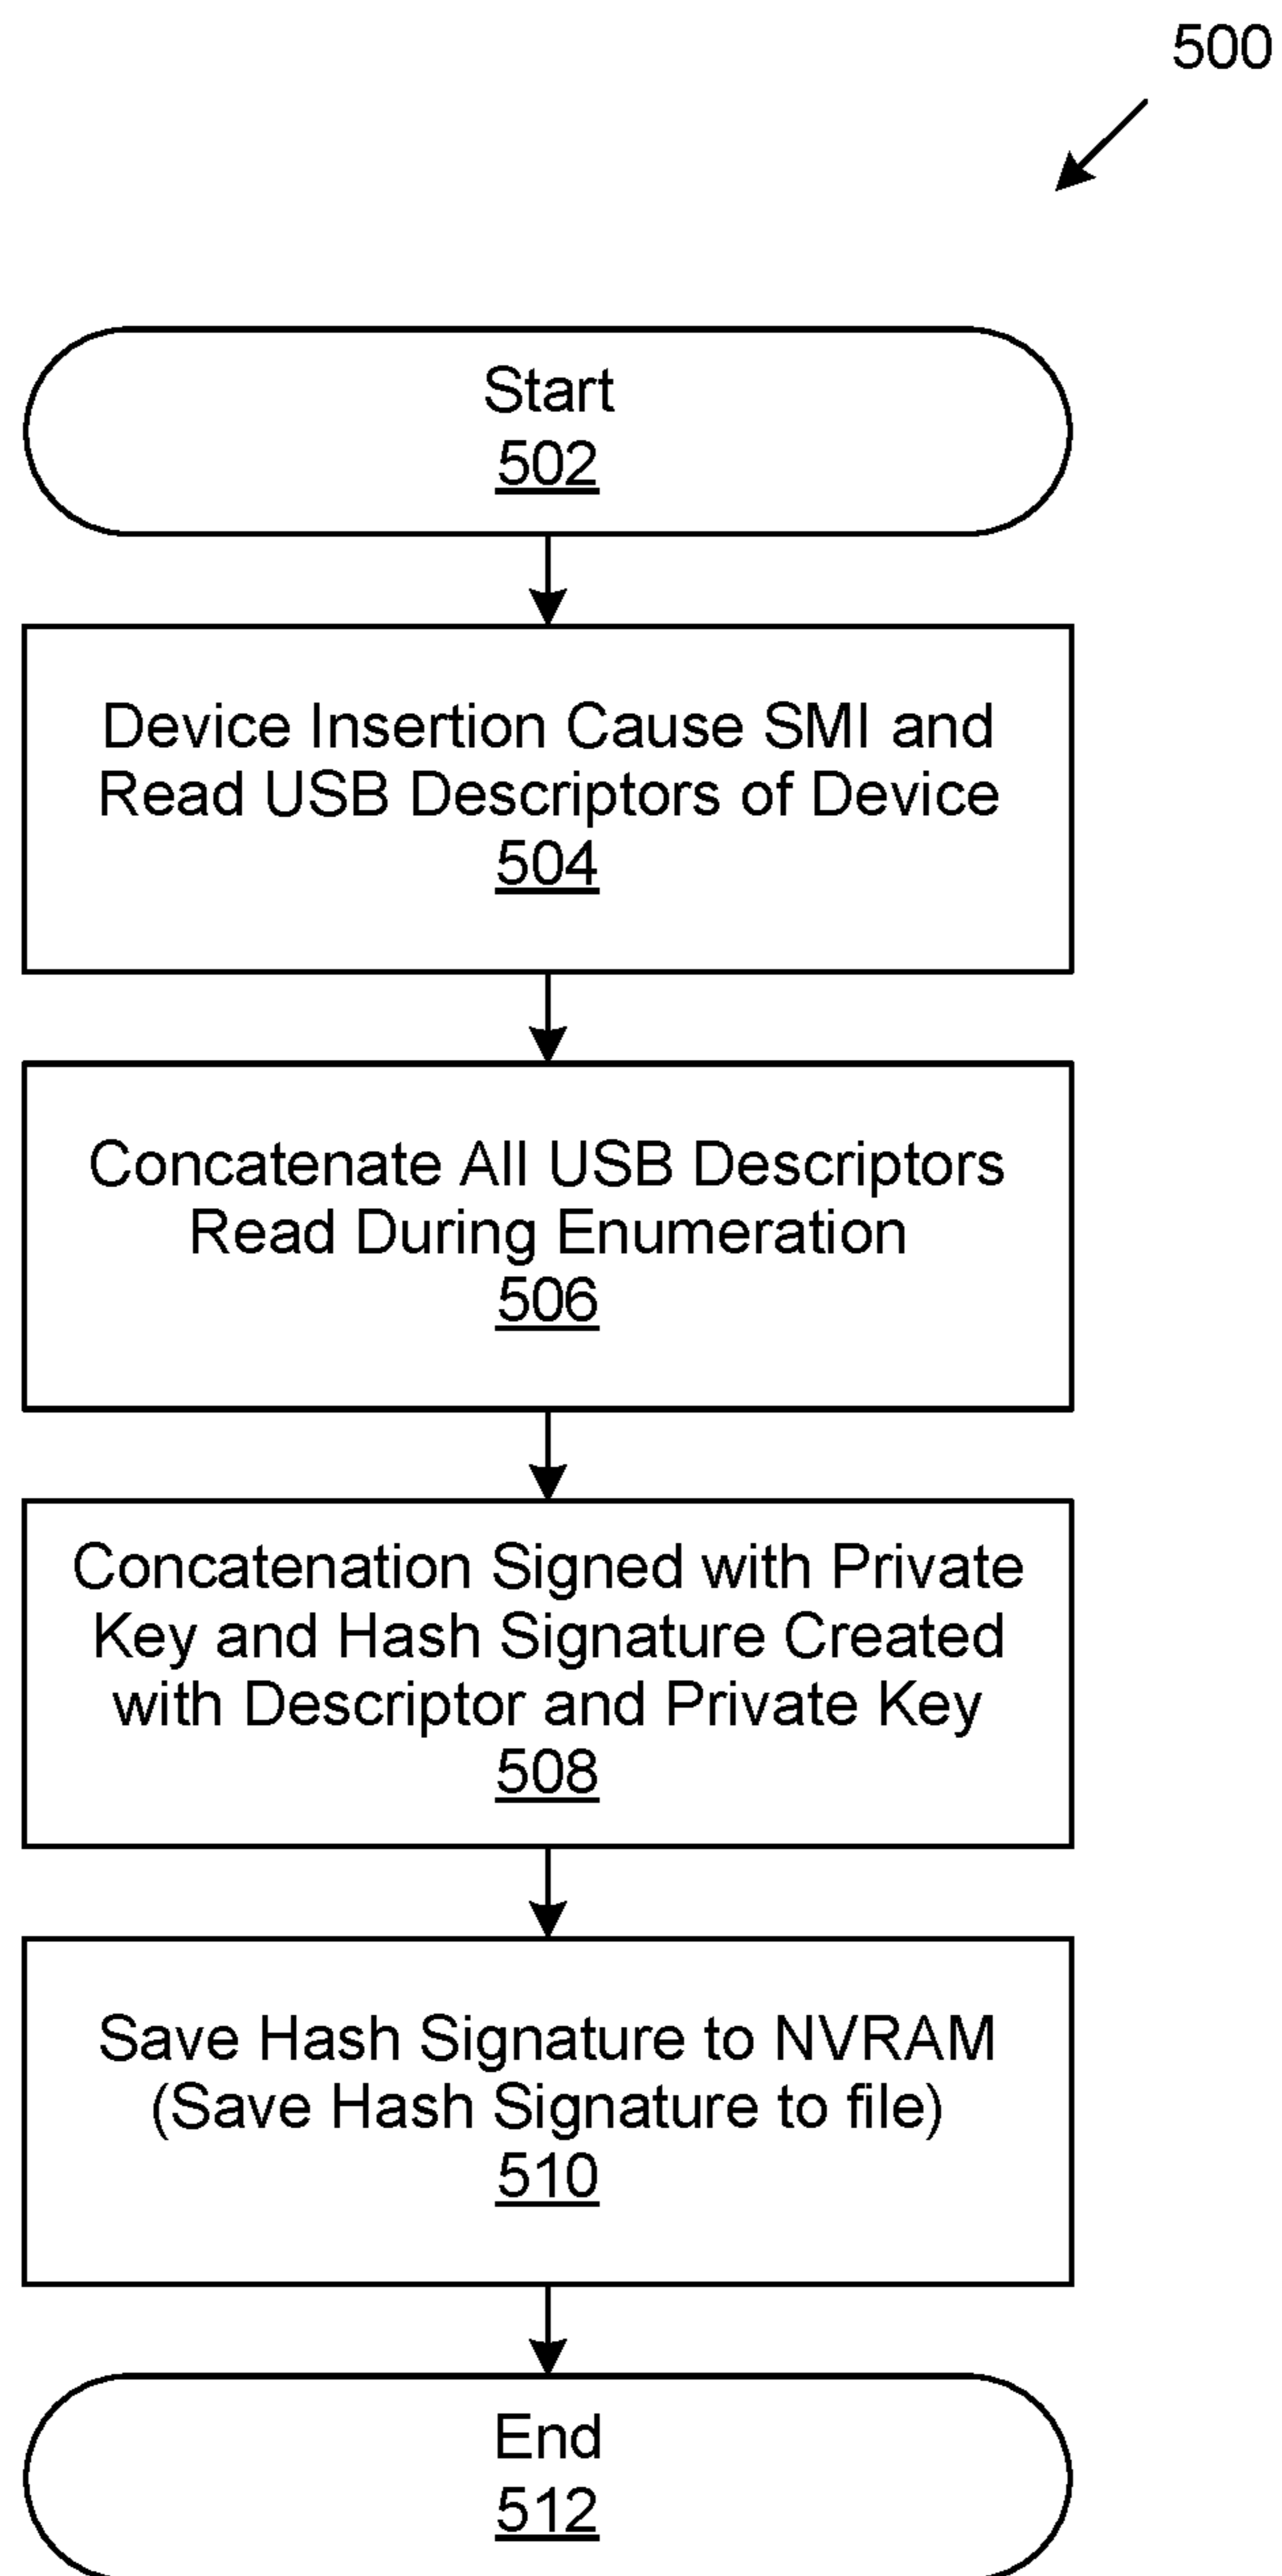 500
Start
502
Device Insertion Cause SMI and
Read USB Descriptors of Device
504
Concatenate All USB Descriptors
Read During Enumeration
506
Concatenation Signed with Private
Key and Hash Signature Created
with Descriptor and Private Key
508
Save Hash Signature to NVRAM
(Save Hash Signature to file)
510
End
512